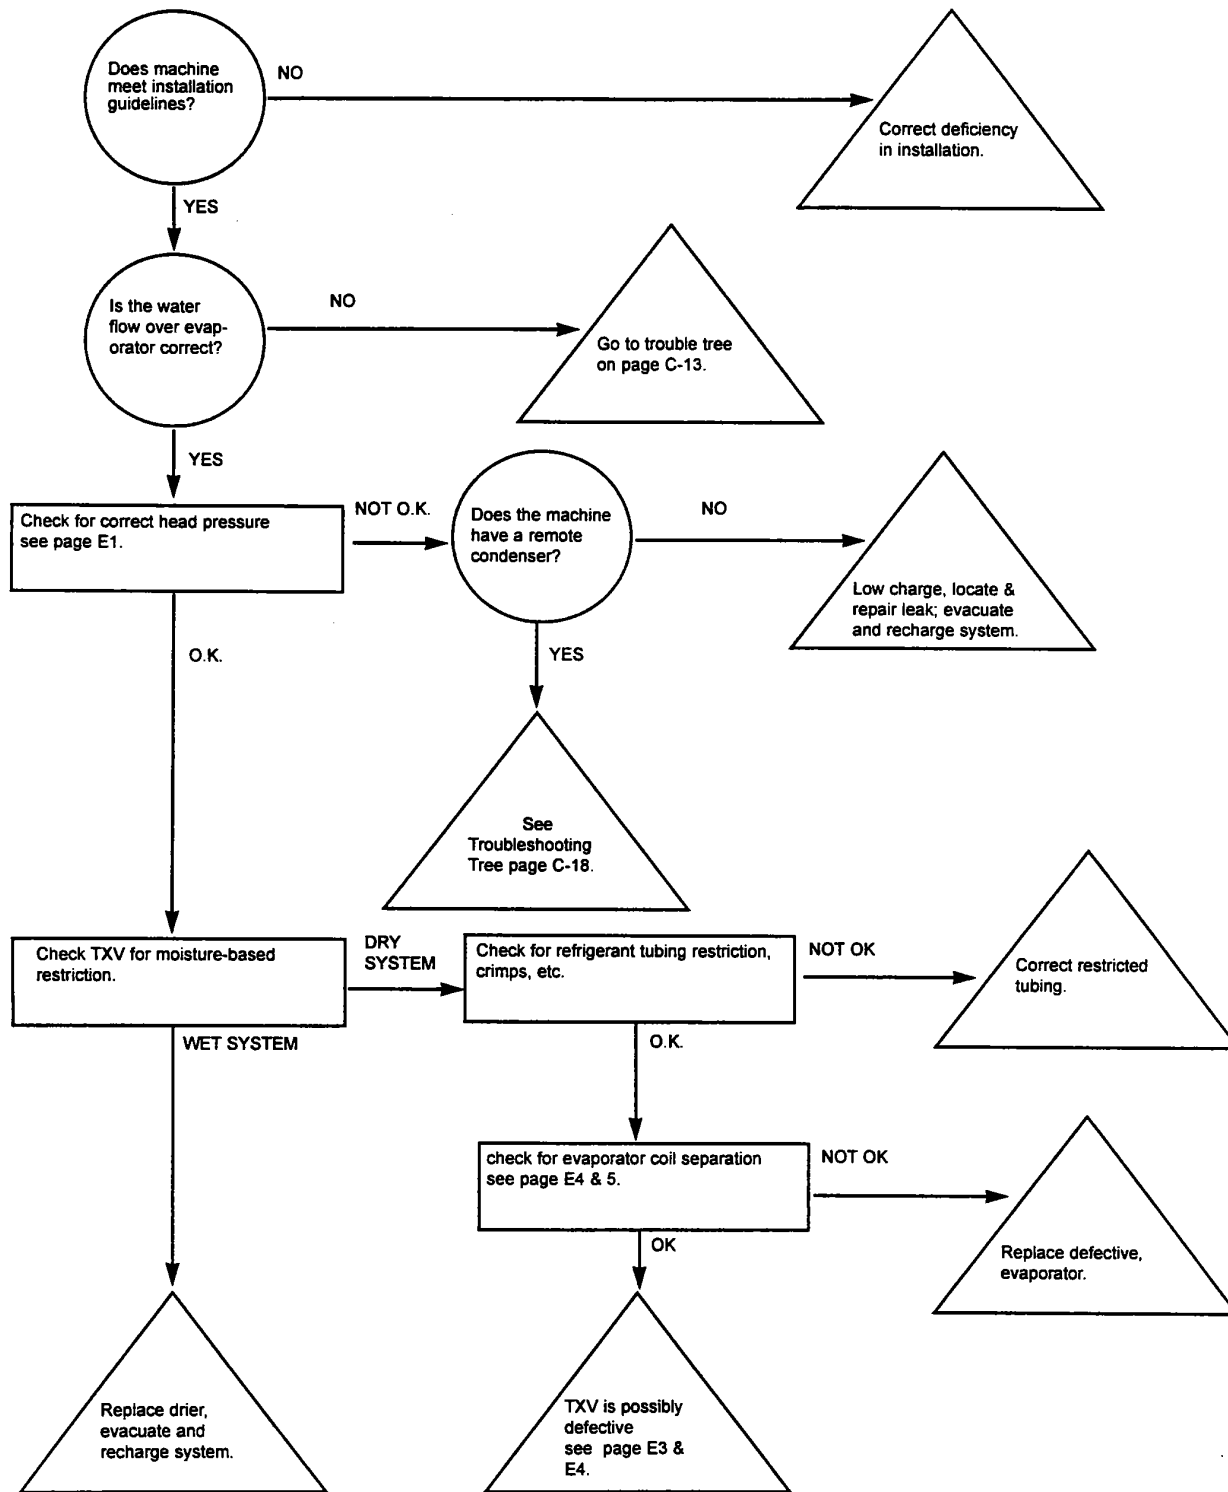 Does machine
meet installation
guidelines?
NO
Correct deficiency
in installation.
YES
Is the water
flow over evap-
orator correct?
NO
Go to trouble tree
on page C-13.
YES
Check for correct head pressure
see page E1.
NOT O.K.
Does the machine
have a remote
condenser?
NO
Low charge, locate &
repair leak; evacuate
and recharge system.
O.K.
YES
See
Troubleshooting
Tree page C-18.
Check TXV for moisture-based
restriction.
DRY
SYSTEM
Check for refrigerant tubing restriction,
crimps, etc.
NOT OK
Correct restricted
tubing.
WET SYSTEM
O.K.
check for evaporator coil separation
see page E4 & 5.
NOT OK
Replace defective,
evaporator.
OK
Replace drier,
evacuate and
recharge system.
TXV is possibly
defective
see page E3 &
E4.